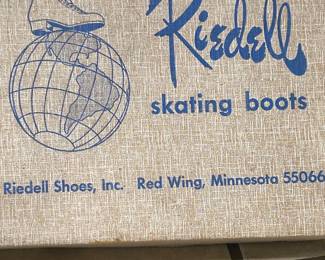 Riedell
skating boots
Riedell Shoes, Inc. Red Wing, Minnesota 55066